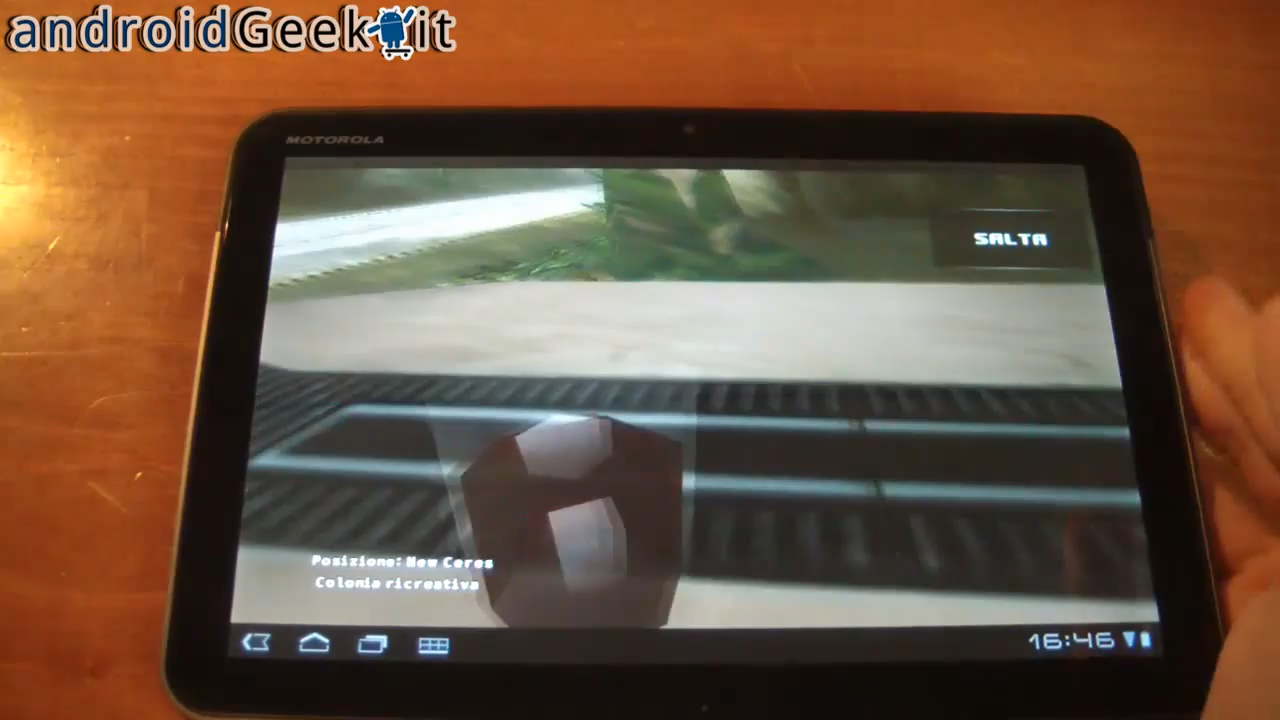 androidGeek it
MOTOROLA
SALTA
Posizione: New Ceres
Colonia ricreativa
16:46